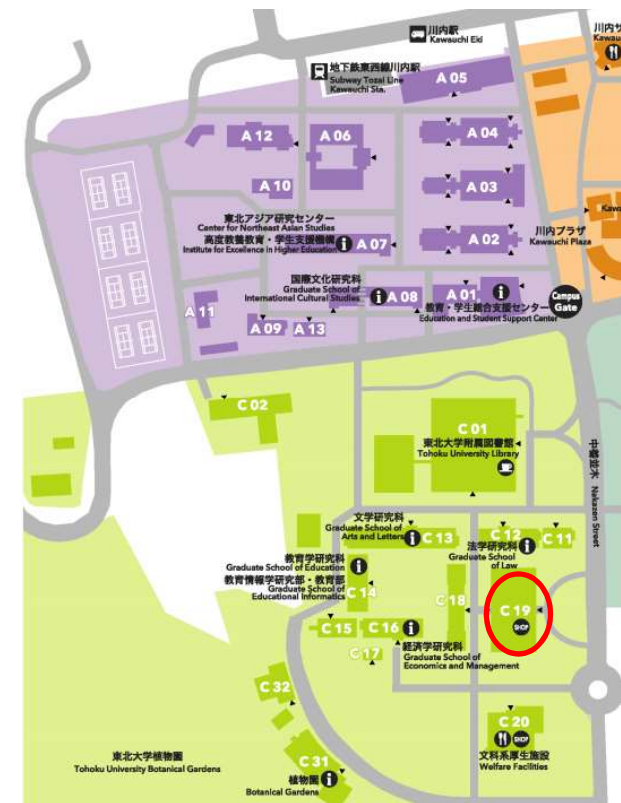 川内駅
Kawauchi Eki
川内サ
Kawau
地下鉄東西線川内駅
Subway Tozai Line
Kawauchi Sta.
A 05
A 12
A 06
A 04
A 10
A 03
東北アジア研究センター
Center for Northeast Asian Studies
高度教養教育・学生支援機構
Institute for Excellence in Higher Education
A 07
A 02
川内プラザ
Kawauchi Plaza
Kawa
国際文化研究科
Graduate School of
International Cultural Studies
A 08
A 01
教育・学生総合支援センター
Education and Student Support Center
Campus
Gate
A 11
A 09
A 13
C 02
C 01
東北大学附属図書館
Tohoku University Library
中善並木 Nakazen Street
文学研究科
Graduate School of
Arts and Letters
C 13
C 12
C 11
法学研究科
Graduate School
of Law
教育学研究科
Graduate School of Education
教育情報学研究部・教育部
Graduate School of
Educational Informatics
C 14
C 18
C 19
SHOP
C 15
C 16
経済学研究科
Graduate School of
Economics and Management
C 17
C 32
C 20
SHOP
文科系厚生施設
Welfare Facilities
東北大学植物園
Tohoku University Botanical Gardens
C 31
植物園
Botanical Gardens